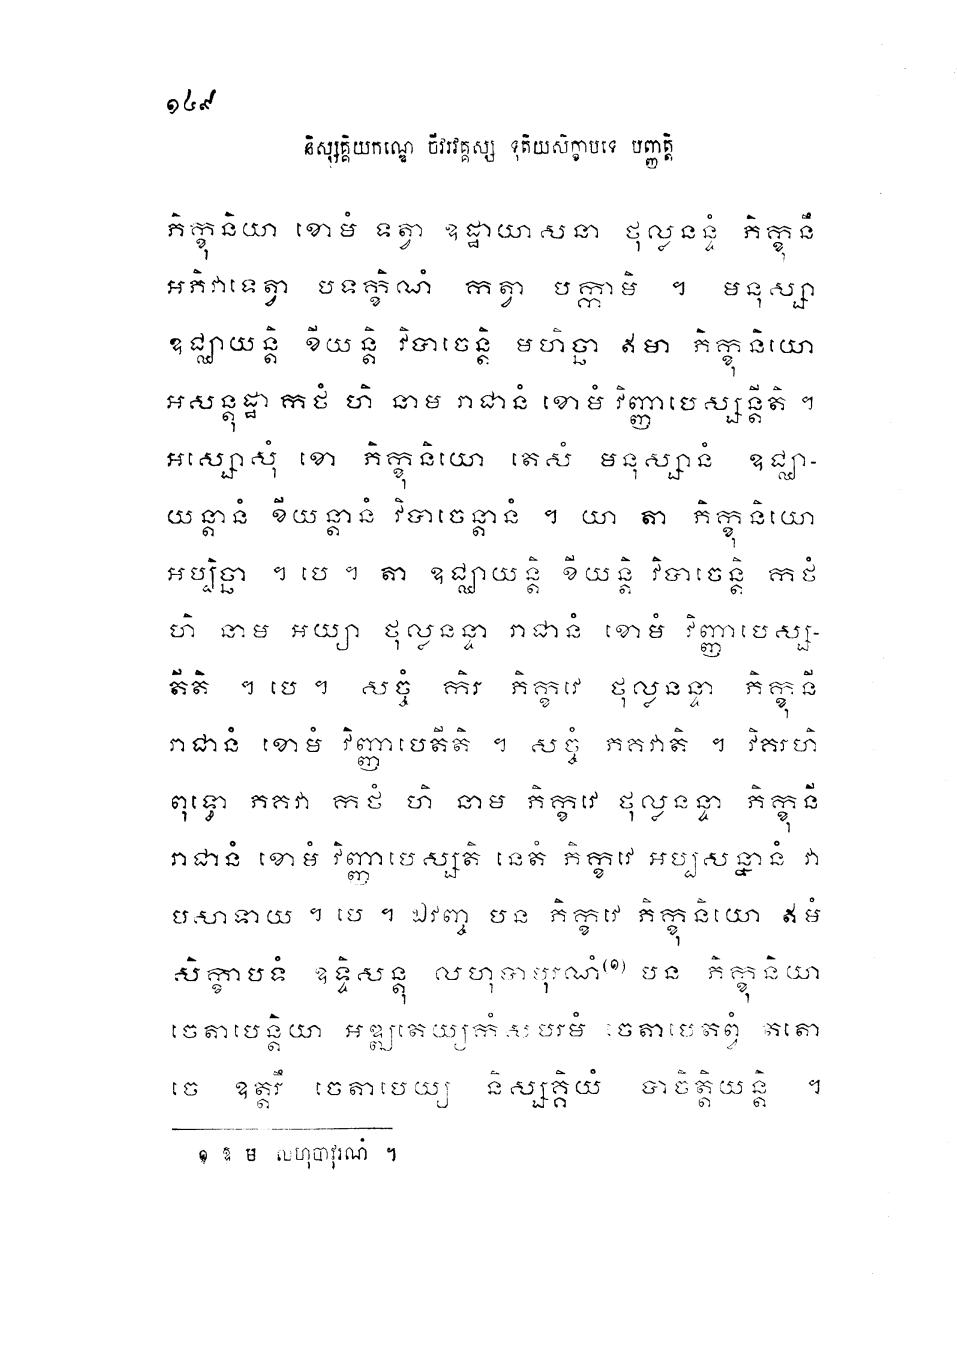 ១៤៩
និស្សគ្គិយកណ្ឌេ ចីវរវគ្គស្ស ទុតិយសិក្ខាបទេ បញ្ញត្តិ
ភិក្ខុនិយា ខោមំ ទត្វា ឧដ្ឋាយាសនា ថុល្លនន្ទំ ភិក្ខុនឹ
អភិវាទេត្វា បទក្ខិណំ កត្វា បក្កាមិ ។ មនុស្សា
ឧជ្ឈាយន្តិ ខីយន្តិ វិបាចេន្តិ មហិច្ឆា ឥមា ភិក្ខុនិយោ
អសន្តុដ្ឋា កថំ ហិ នាម រាជានំ ខោមំ វិញ្ញាបេស្សន្តីតិ ។
អស្សោសុំ ខោ ភិក្ខុនិយោ តេសំ មនុស្សានំ ឧជ្ឈា-
យន្តានំ ខីយន្តានំ វិបាចេន្តានំ ។ យា តា ភិក្ខុនិយោ
អប្បិច្ឆា ។ បេ ។ តា ឧជ្ឈាយន្តិ ខីយន្តិ វិបាចេន្តិ កថំ
ហិ នាម អយ្យា ថុល្លនន្ទា រាជានំ ខោមំ វិញ្ញាបេស្ស-
តីតិ ។ បេ ។ សច្ចំ កិរ ភិក្ខវេ ថុល្លនន្ទា ភិក្ខុនី
រាជានំ ខោមំ វិញ្ញាបេតីតិ ។ សច្ចំ ភគវាតិ ។ វិគរហិ
ពុទ្ធោ ភគវា កថំ ហិ នាម ភិក្ខវេ ថុល្លនន្ទា ភិក្ខុនី
រាជានំ ខោមំ វិញ្ញាបេស្សតិ នេតំ ភិក្ខវេ អប្បសន្នានំ វា
បសាទាយ ។ បេ ។ ឯវញ្ច បន ភិក្ខវេ ភិក្ខុនិយោ ឥមំ
សិក្ខាបទំ ឧទ្ទិសន្តុ លហុបាបុរណំ(១) បន ភិក្ខុនិយា
ចេតាបេន្តិយា អឌ្ឍតេយ្យកំសបរមំ ចេតាបេតព្វំ តតោ
ចេ ឧត្តរឹ ចេតាបេយ្យ និស្សគ្គិយំ បាចិត្តិយន្តិ ។
១ ឱ ម លហុបាវុរណំ ។